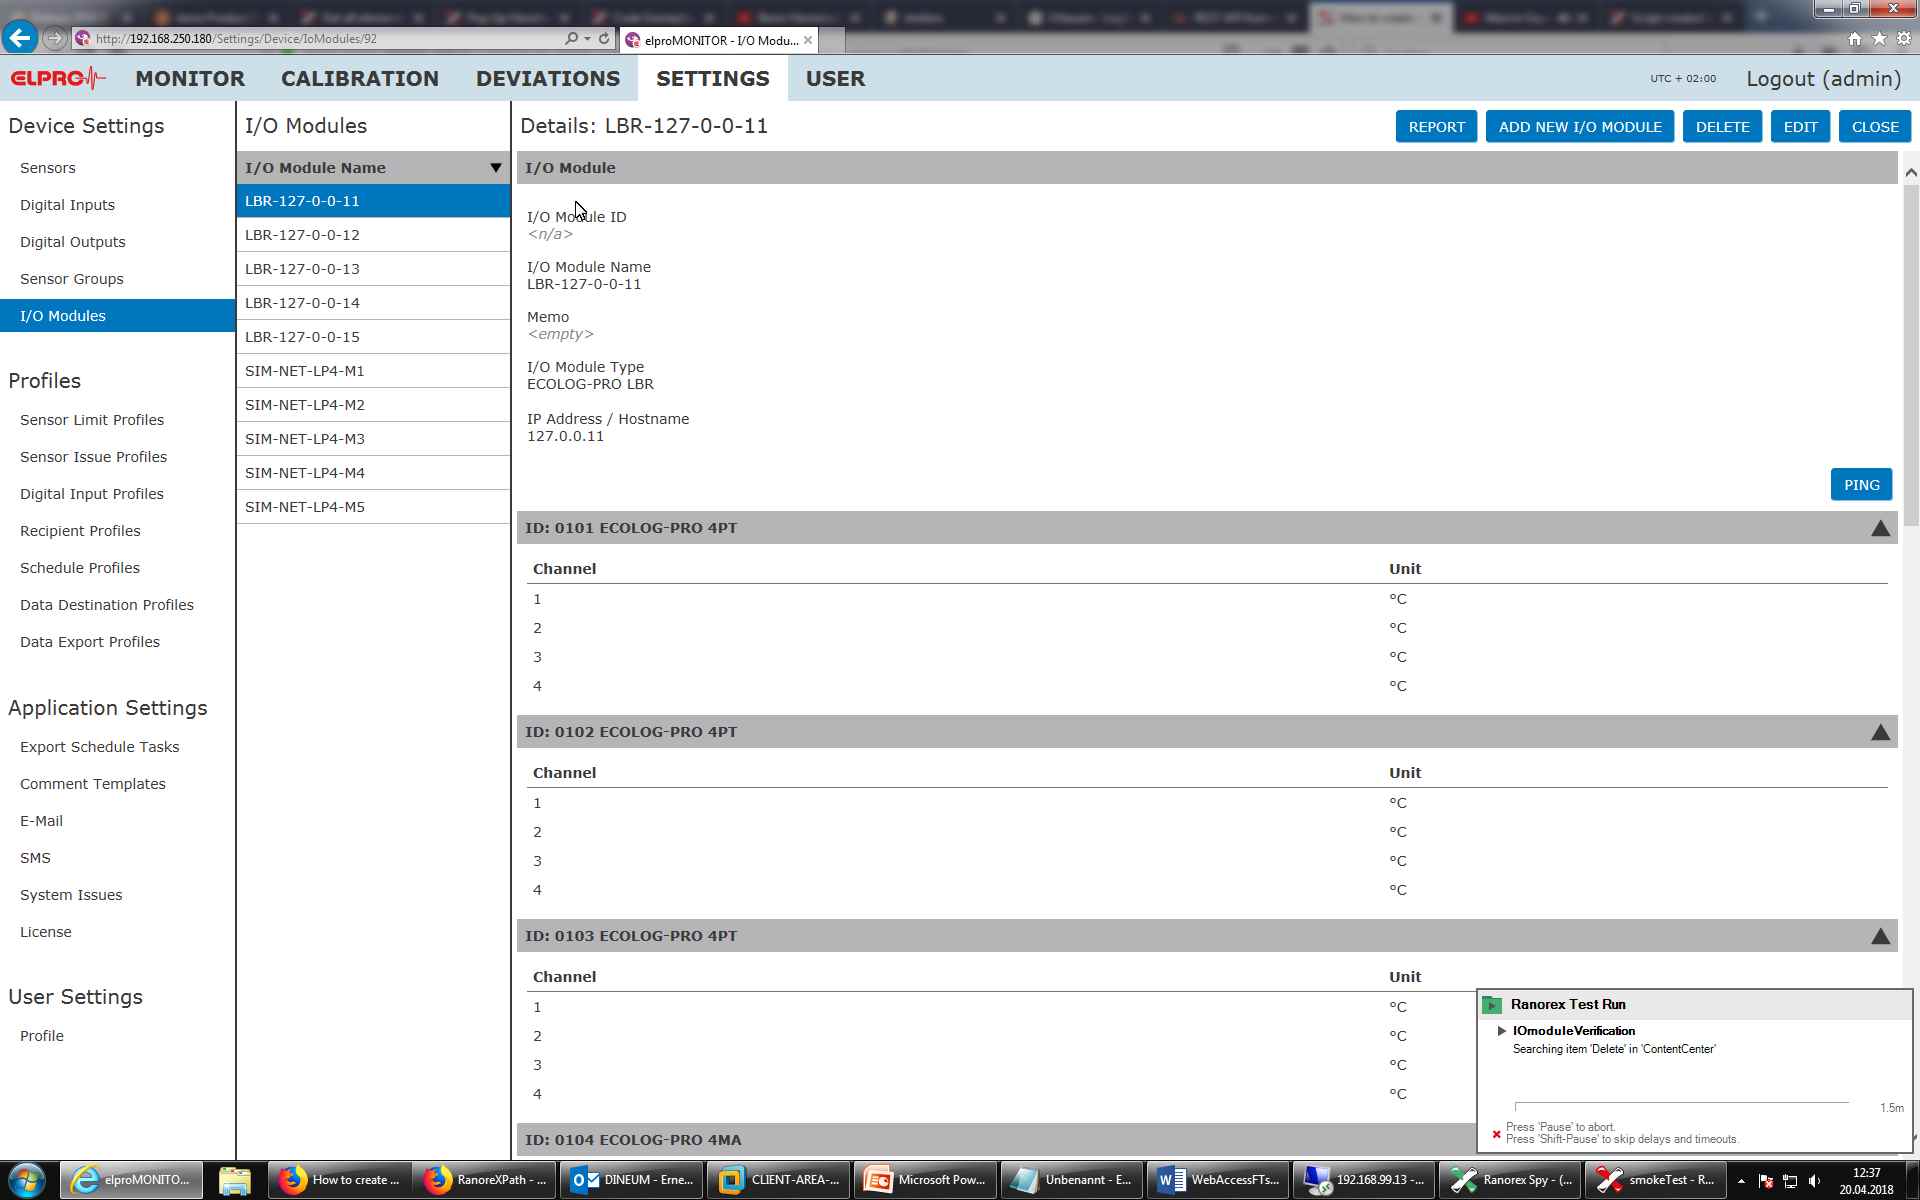 http://192.168.250.180/Settings/Device/IoModules/92
elproMONITOR - I/O Modu...
ELPRO
MONITOR
CALIBRATION
DEVIATIONS
SETTINGS
USER
UTC + 02:00
Logout (admin)
Device Settings
Sensors
Digital Inputs
Digital Outputs
Sensor Groups
I/O Modules
Profiles
Sensor Limit Profiles
Sensor Issue Profiles
Digital Input Profiles
Recipient Profiles
Schedule Profiles
Data Destination Profiles
Data Export Profiles
Application Settings
Export Schedule Tasks
Comment Templates
E-Mail
SMS
System Issues
License
User Settings
Profile
I/O Modules
I/O Module Name
LBR-127-0-0-11
LBR-127-0-0-12
LBR-127-0-0-13
LBR-127-0-0-14
LBR-127-0-0-15
SIM-NET-LP4-M1
SIM-NET-LP4-M2
SIM-NET-LP4-M3
SIM-NET-LP4-M4
SIM-NET-LP4-M5
Details: LBR-127-0-0-11
REPORT
ADD NEW I/O MODULE
DELETE
EDIT
CLOSE
I/O Module
I/O Module ID
<n/a>
I/O Module Name
LBR-127-0-0-11
Memo
<empty>
I/O Module Type
ECOLOG-PRO LBR
IP Address / Hostname
127.0.0.11
PING
ID: 0101 ECOLOG-PRO 4PT
Channel Unit
1 °C
2 °C
3 °C
4 °C
ID: 0102 ECOLOG-PRO 4PT
Channel Unit
1 °C
2 °C
3 °C
4 °C
ID: 0103 ECOLOG-PRO 4PT
Channel Unit
1 °C
2 °C
3 °C
4 °C
ID: 0104 ECOLOG-PRO 4MA
Ranorex Test Run
IOmoduleVerification
Searching item 'Delete' in 'ContentCenter'
1.5m
Press 'Pause' to abort.
Press 'Shift-Pause' to skip delays and timeouts.
elproMONITO...
How to create ...
RanoreXPath - ...
DINEUM - Erne...
CLIENT-AREA-...
Microsoft Pow...
Unbenannt - E...
WebAccessFTs...
192.168.99.13 -...
Ranorex Spy - (...
smokeTest - R...
12:37
20.04.2018